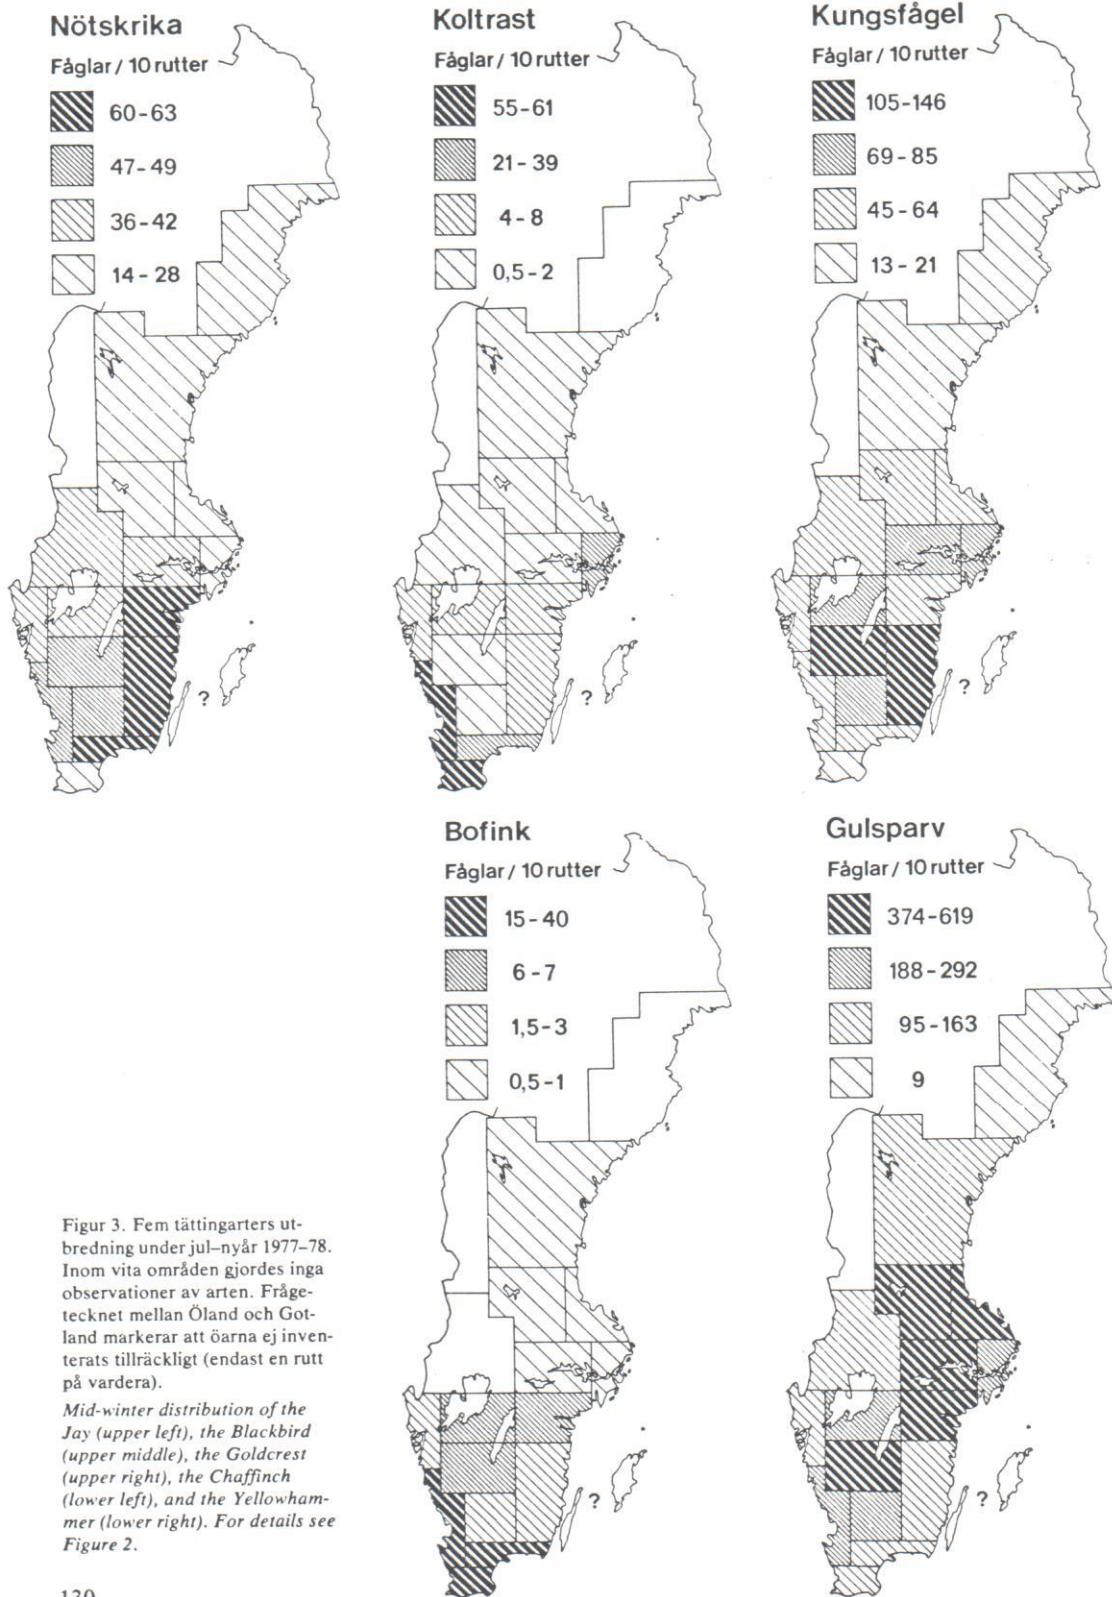 Nötskrika
Fåglar / 10 rutter
60-63
47-49
36-42
14-28
?
Koltrast
Fåglar / 10 rutter
55-61
21-39
4-8
0,5-2
?
Kungsfågel
Fåglar / 10 rutter
105-146
69-85
45-64
13-21
?
Bofink
Fåglar / 10 rutter
15-40
6-7
1,5-3
0,5-1
?
Gulsparv
Fåglar / 10 rutter
374-619
188-292
95-163
9
?
Figur 3. Fem tättingarters ut-
bredning under jul–nyår 1977–78.
Inom vita områden gjordes inga
observationer av arten. Fråge-
tecknet mellan Öland och Got-
land markerar att öarna ej inven-
terats tillräckligt (endast en rutt
på vardera).
Mid-winter distribution of the
Jay (upper left), the Blackbird
(upper middle), the Goldcrest
(upper right), the Chaffinch
(lower left), and the Yellowham-
mer (lower right). For details see
Figure 2.